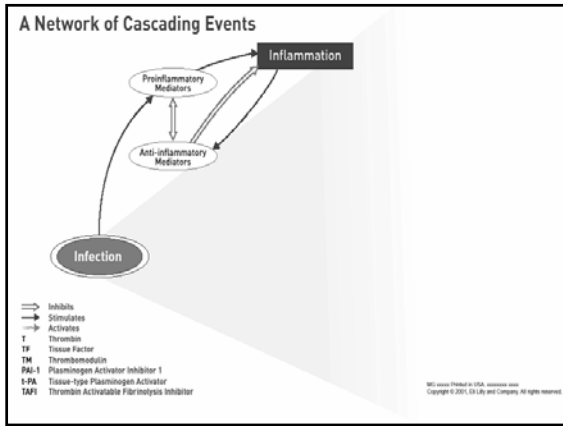 A Network of Cascading Events
Inflammation
Proinflammatory
Mediators
Anti-inflammatory
Mediators
Infection
Inhibits
Stimulates
Activates
T Thrombin
TF Tissue Factor
TM Thrombomodulin
PAI-1 Plasminogen Activator Inhibitor 1
t-PA Tissue-type Plasminogen Activator
TAFI Thrombin Activatable Fibrinolysis Inhibitor
Printed in USA.
Copyright © 2001, Eli Lilly and Company. All rights reserved.